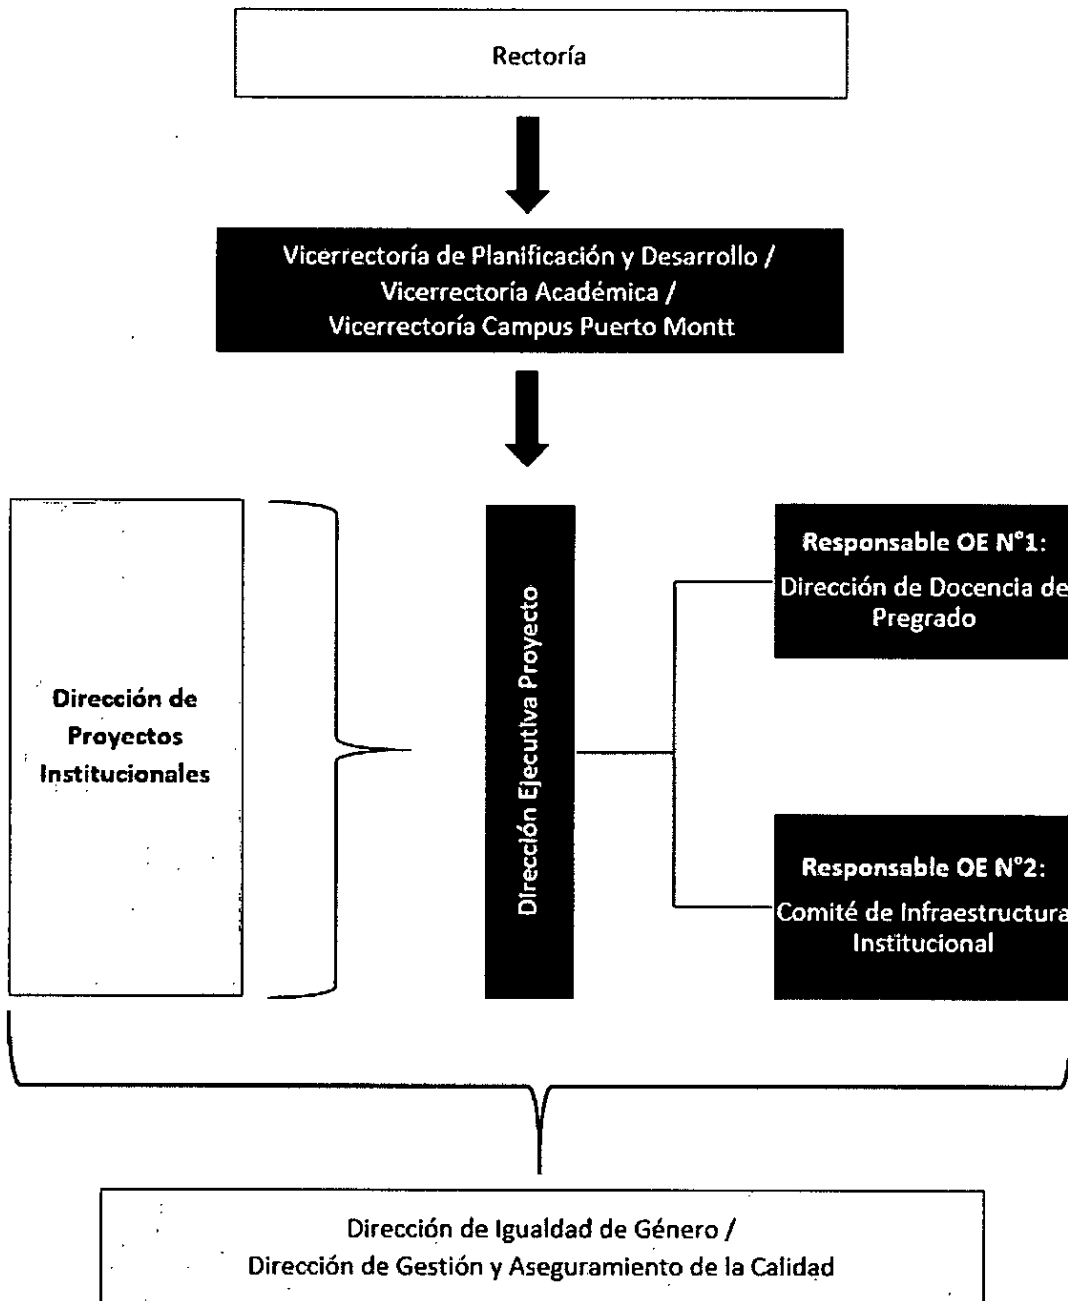 Rectoría
Vicerrectoría de Planificación y Desarrollo /
Vicerrectoría Académica /
Vicerrectoría Campus Puerto Montt
Dirección de
Proyectos
Institucionales
Dirección Ejecutiva Proyecto
Responsable OE N°1:
Dirección de Docencia de
Pregrado
Responsable OE N°2:
Comité de Infraestructura
Institucional
Dirección de Igualdad de Género /
Dirección de Gestión y Aseguramiento de la Calidad